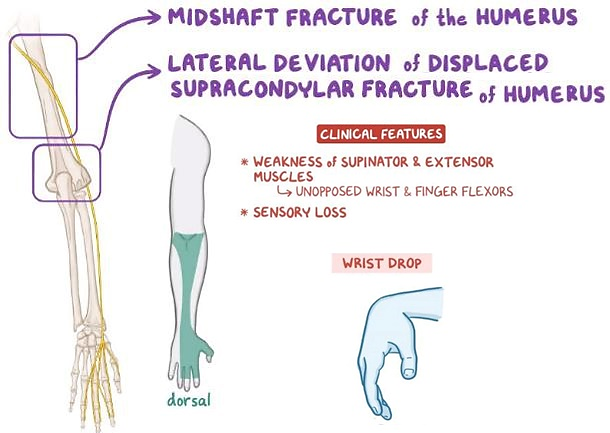 MIDSHAFT FRACTURE of the HUMERUS
LATERAL DEVIATION of DISPLACED
SUPRACONDYLAR FRACTURE of HUMERUS
CLINICAL FEATURES
* WEAKNESS of SUPINATOR & EXTENSOR
MUSCLES
↳ UNOPPOSED WRIST & FINGER FLEXORS
* SENSORY LOSS
WRIST DROP
dorsal